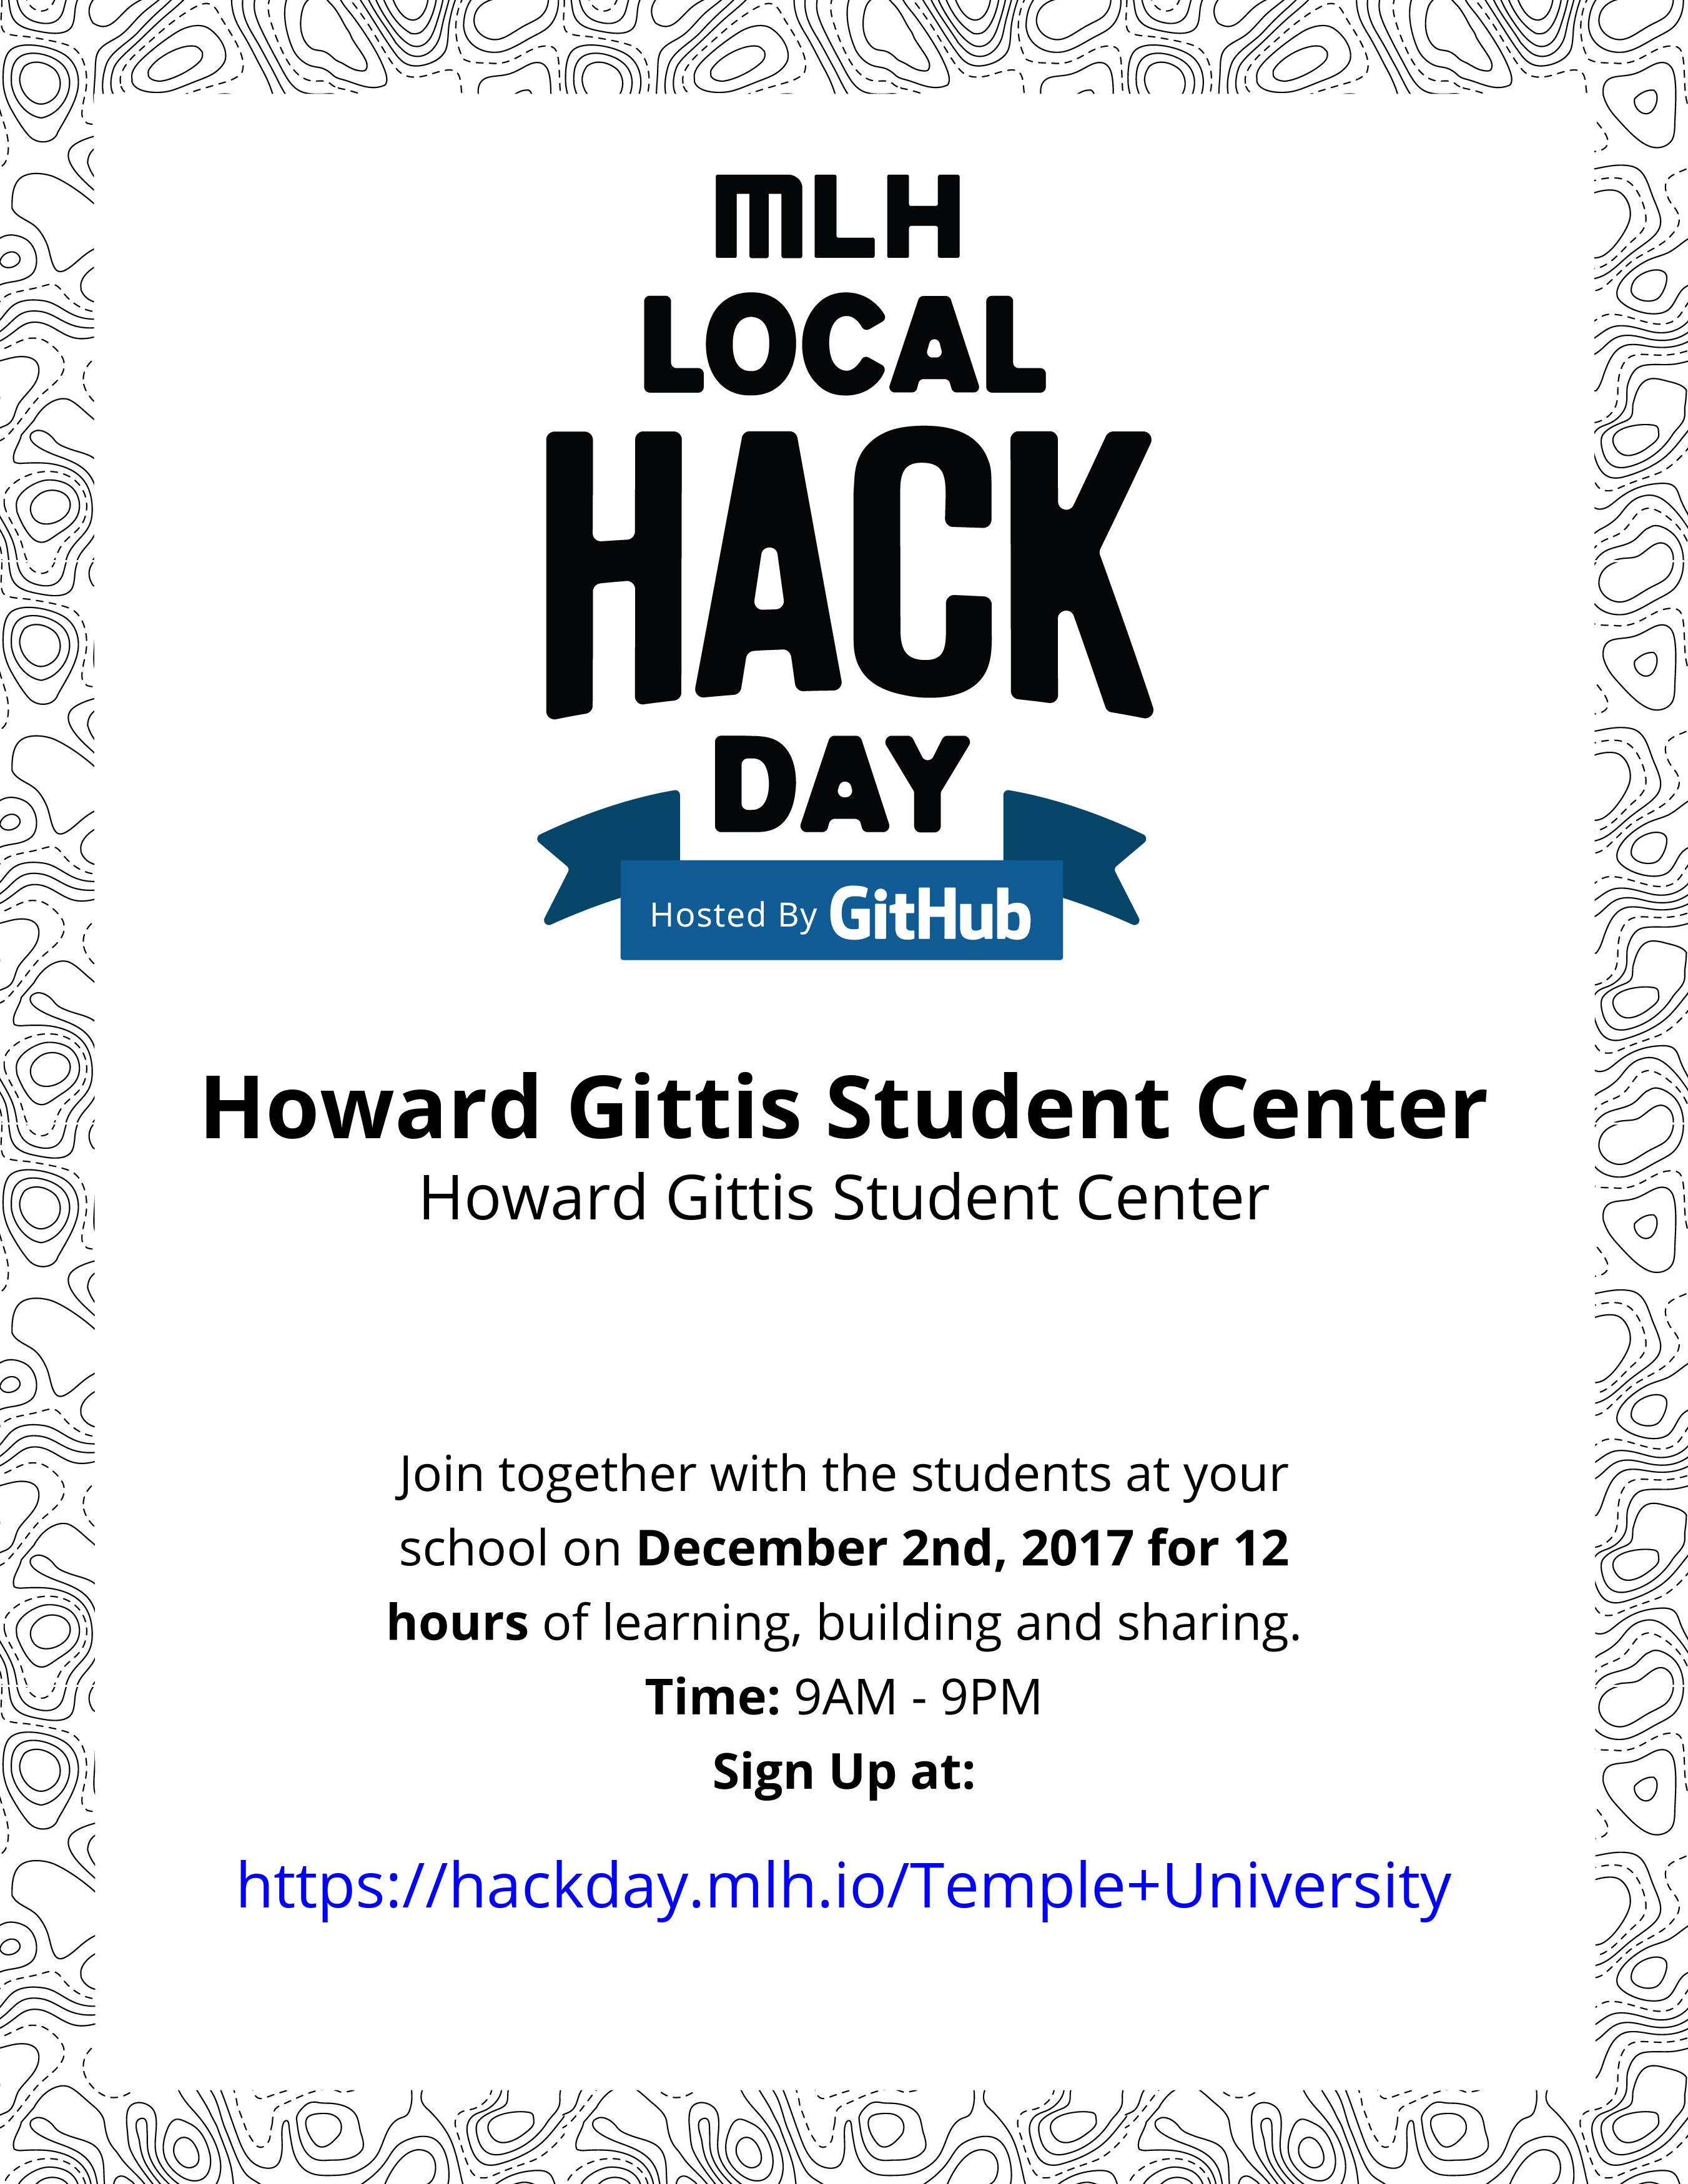 MLH
LOCAL
HACK
DAY
Hosted By GitHub
Howard Gittis Student Center
Howard Gittis Student Center
Join together with the students at your
school on December 2nd, 2017 for 12
hours of learning, building and sharing.
Time: 9AM - 9PM
Sign Up at:
https://hackday.mlh.io/Temple+University